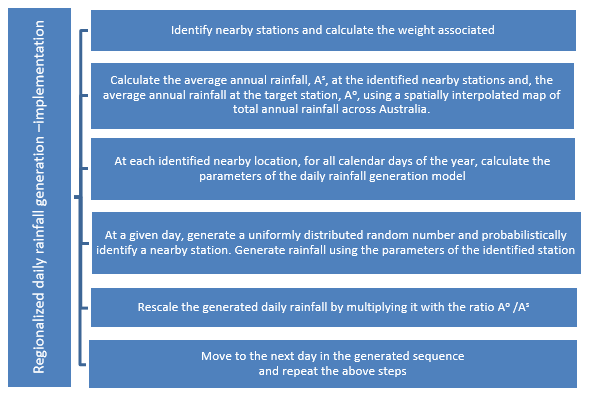 Regionalized daily rainfall generation –Implementation
Identify nearby stations and calculate the weight associated
Calculate the average annual rainfall, Aˢ, at the identified nearby stations and, the
average annual rainfall at the target station, Aᵒ, using a spatially interpolated map of
total annual rainfall across Australia.
At each identified nearby location, for all calendar days of the year, calculate the
parameters of the daily rainfall generation model
At a given day, generate a uniformly distributed random number and probabilistically
identify a nearby station. Generate rainfall using the parameters of the identified station
Rescale the generated daily rainfall by multiplying it with the ratio Aᵒ /Aˢ
Move to the next day in the generated sequence
and repeat the above steps